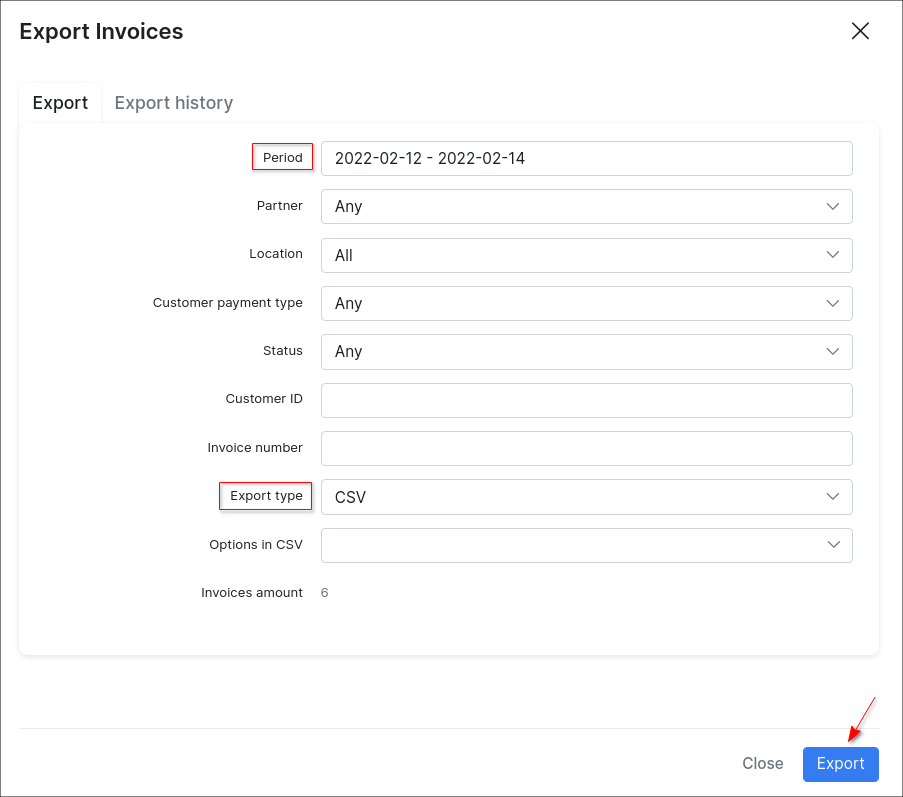 Export Invoices
Export Export history
Period 2022-02-12 - 2022-02-14
Partner Any
Location All
Customer payment type Any
Status Any
Customer ID
Invoice number
Export type CSV
Options in CSV
Invoices amount 6
Close Export